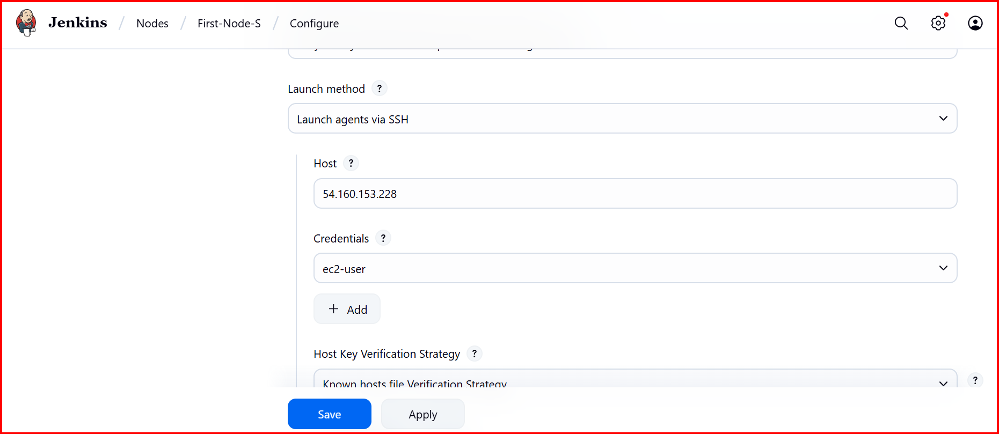 Jenkins / Nodes / First-Node-S / Configure
Launch method ?
Launch agents via SSH
Host ?
54.160.153.228
Credentials ?
ec2-user
+ Add
Host Key Verification Strategy ?
Known hosts file Verification Strategy
?
Save Apply